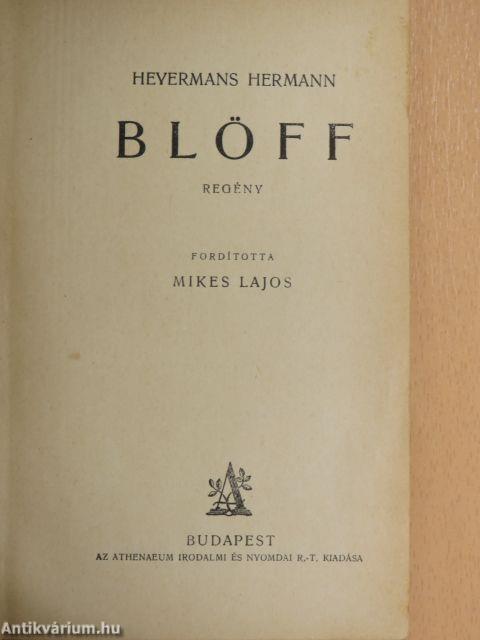 HEYERMANS HERMANN
BLÖFF
REGÉNY
FORDÍTOTTA
MIKES LAJOS
A
BUDAPEST
AZ ATHENAEUM IRODALMI ÉS NYOMDAI R.-T. KIADÁSA
Antikvárium.hu